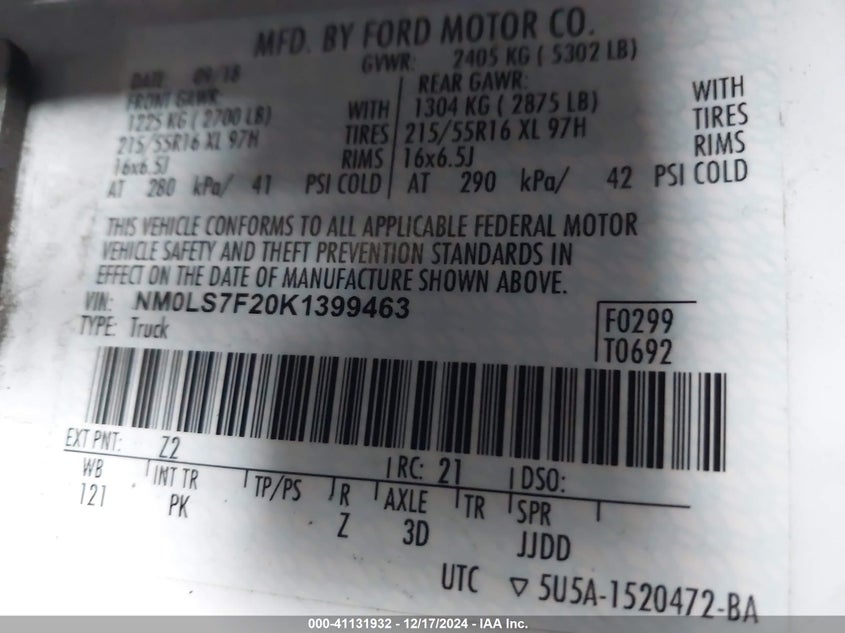 MFD. BY FORD MOTOR CO.
DATE: 09/18 GVWR: 2405 KG ( 5302 LB)
FRONT GAWR: REAR GAWR:
1225 KG ( 2700 LB) WITH 1304 KG ( 2875 LB) WITH
215/55R16 XL 97H TIRES 215/55R16 XL 97H TIRES
16x6.5J RIMS 16x6.5J RIMS
AT 280 kPa/ 41 PSI COLD AT 290 kPa/ 42 PSI COLD
THIS VEHICLE CONFORMS TO ALL APPLICABLE FEDERAL MOTOR
VEHICLE SAFETY AND THEFT PREVENTION STANDARDS IN
EFFECT ON THE DATE OF MANUFACTURE SHOWN ABOVE.
VIN: NM0LS7F20K1399463 F0299
TYPE: Truck T0692
EXT PNT: Z2 RC: 21 DSO:
WB INT TR TP/PS R AXLE TR SPR
121 PK Z 3D JJDD
UTC 5U5A-1520472-BA
000-41131932 - 12/17/2024 - IAA Inc.